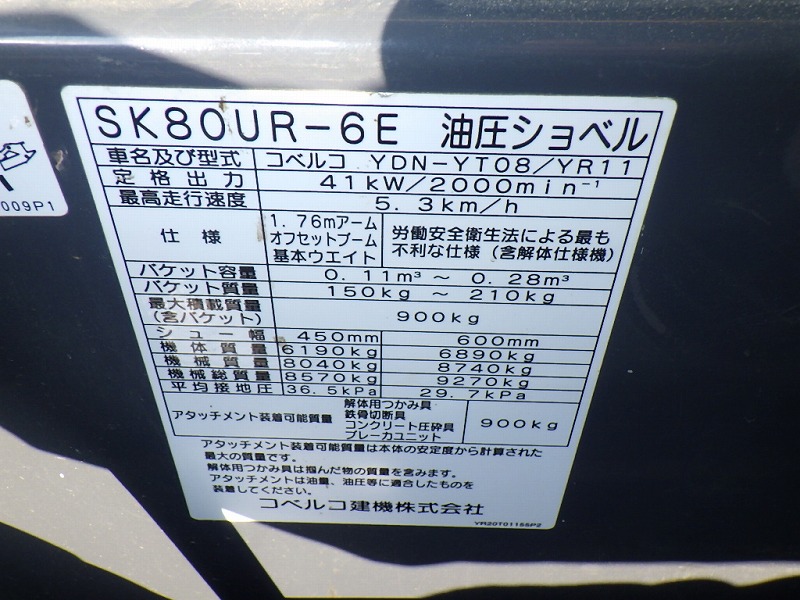 SK80UR-6E 油圧ショベル
車名及び型式 コベルコ YDN-YT08/YR11
定格出力 41kW/2000min⁻¹
最高走行速度 5.3km/h
仕様 1.76mアーム オフセットブーム 基本ウエイト 労働安全衛生法による最も不利な仕様（含解体仕様機）
バケット容量 0.11m³ ～ 0.28m³
バケット質量 150kg ～ 210kg
最大積載質量（含バケット） 900kg
シュー幅 450mm 600mm
機体質量 6190kg 6890kg
機械質量 8040kg 8740kg
機械総質量 8570kg 9270kg
平均接地圧 36.5kPa 29.7kPa
アタッチメント装着可能質量 解体用つかみ具 鉄骨切断具 コンクリート圧砕具 ブレーカユニット 900kg
アタッチメント装着可能質量は本体の安定度から計算された
最大の質量です。
解体用つかみ具は掴んだ物の質量を含みます。
アタッチメントは油量、油圧等に適合したものを
装着してください。
コベルコ建機株式会社
YR20T01155P2
009P1